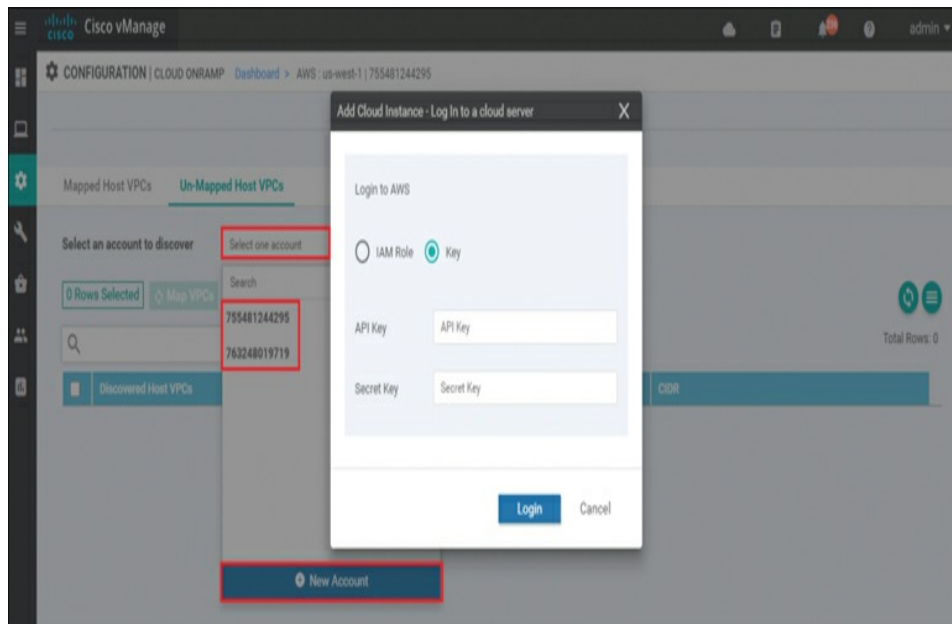 cisco Cisco vManage
admin
CONFIGURATION | CLOUD ONRAMP Dashboard > AWS : us-west-1 | 755481244295
Add Cloud Instance - Log In to a cloud server X
Mapped Host VPCs Un-Mapped Host VPCs
Login to AWS
Select an account to discover Select one account
IAM Role Key
Search
0 Rows Selected Map VPCs
755481244295
API Key API Key
763248019719
Total Rows: 0
Secret Key Secret Key
Discovered Host VPCs CIDR
Login Cancel
New Account